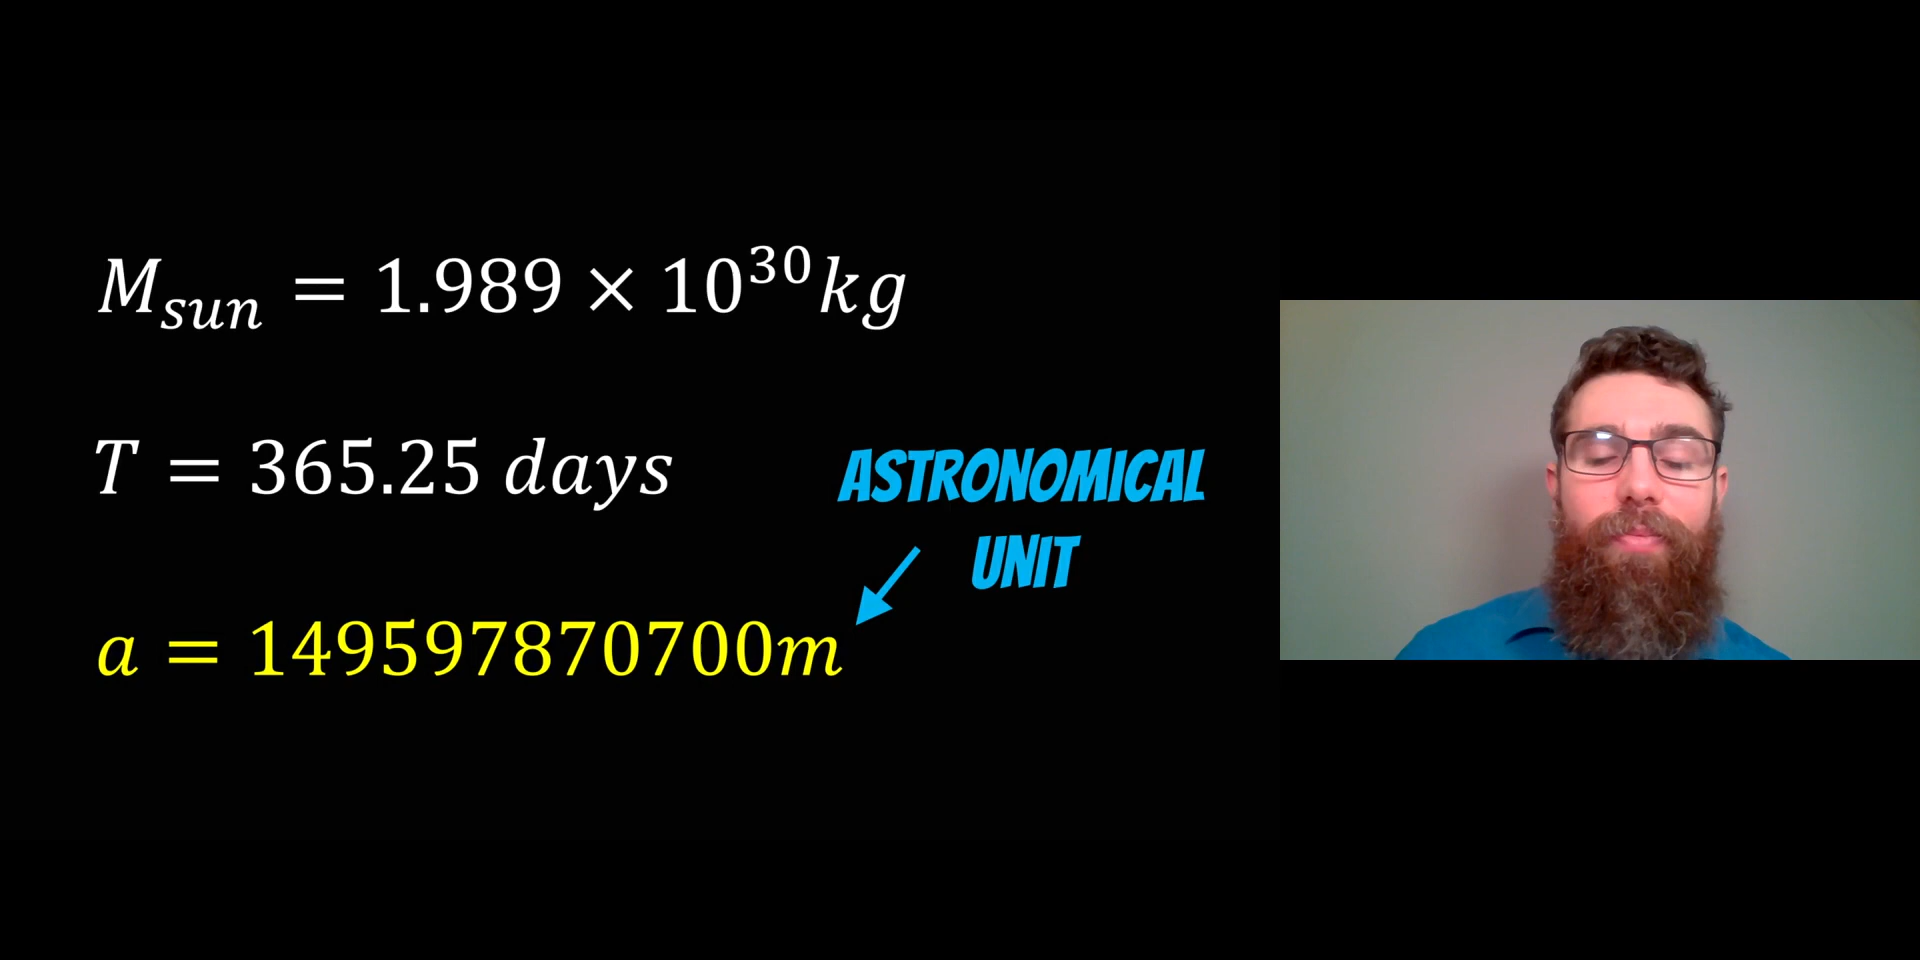 M_sun = 1.989 × 10^30 kg
T = 365.25 days
ASTRONOMICAL
UNIT
a = 149597870700m